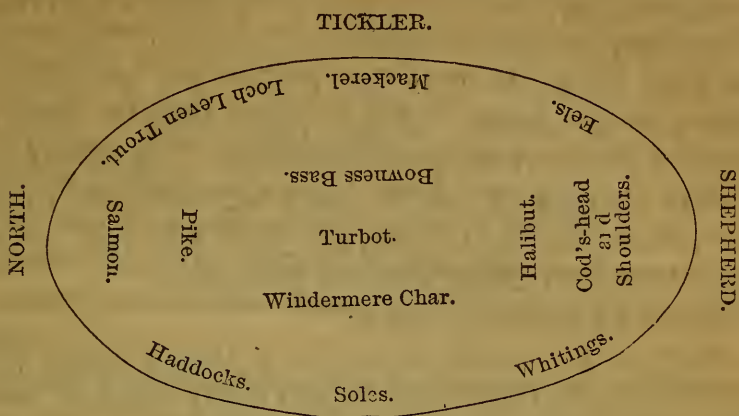 TICKLER.
Mackerel.
Loch Leven Trout.
Eels.
Bowness Bass.
NORTH.
Salmon.
Pike.
Turbot.
Halibut.
Cod's-head
and
Shoulders.
SHEPHERD.
Windermere Char.
Haddocks.
Whitings.
Soles.